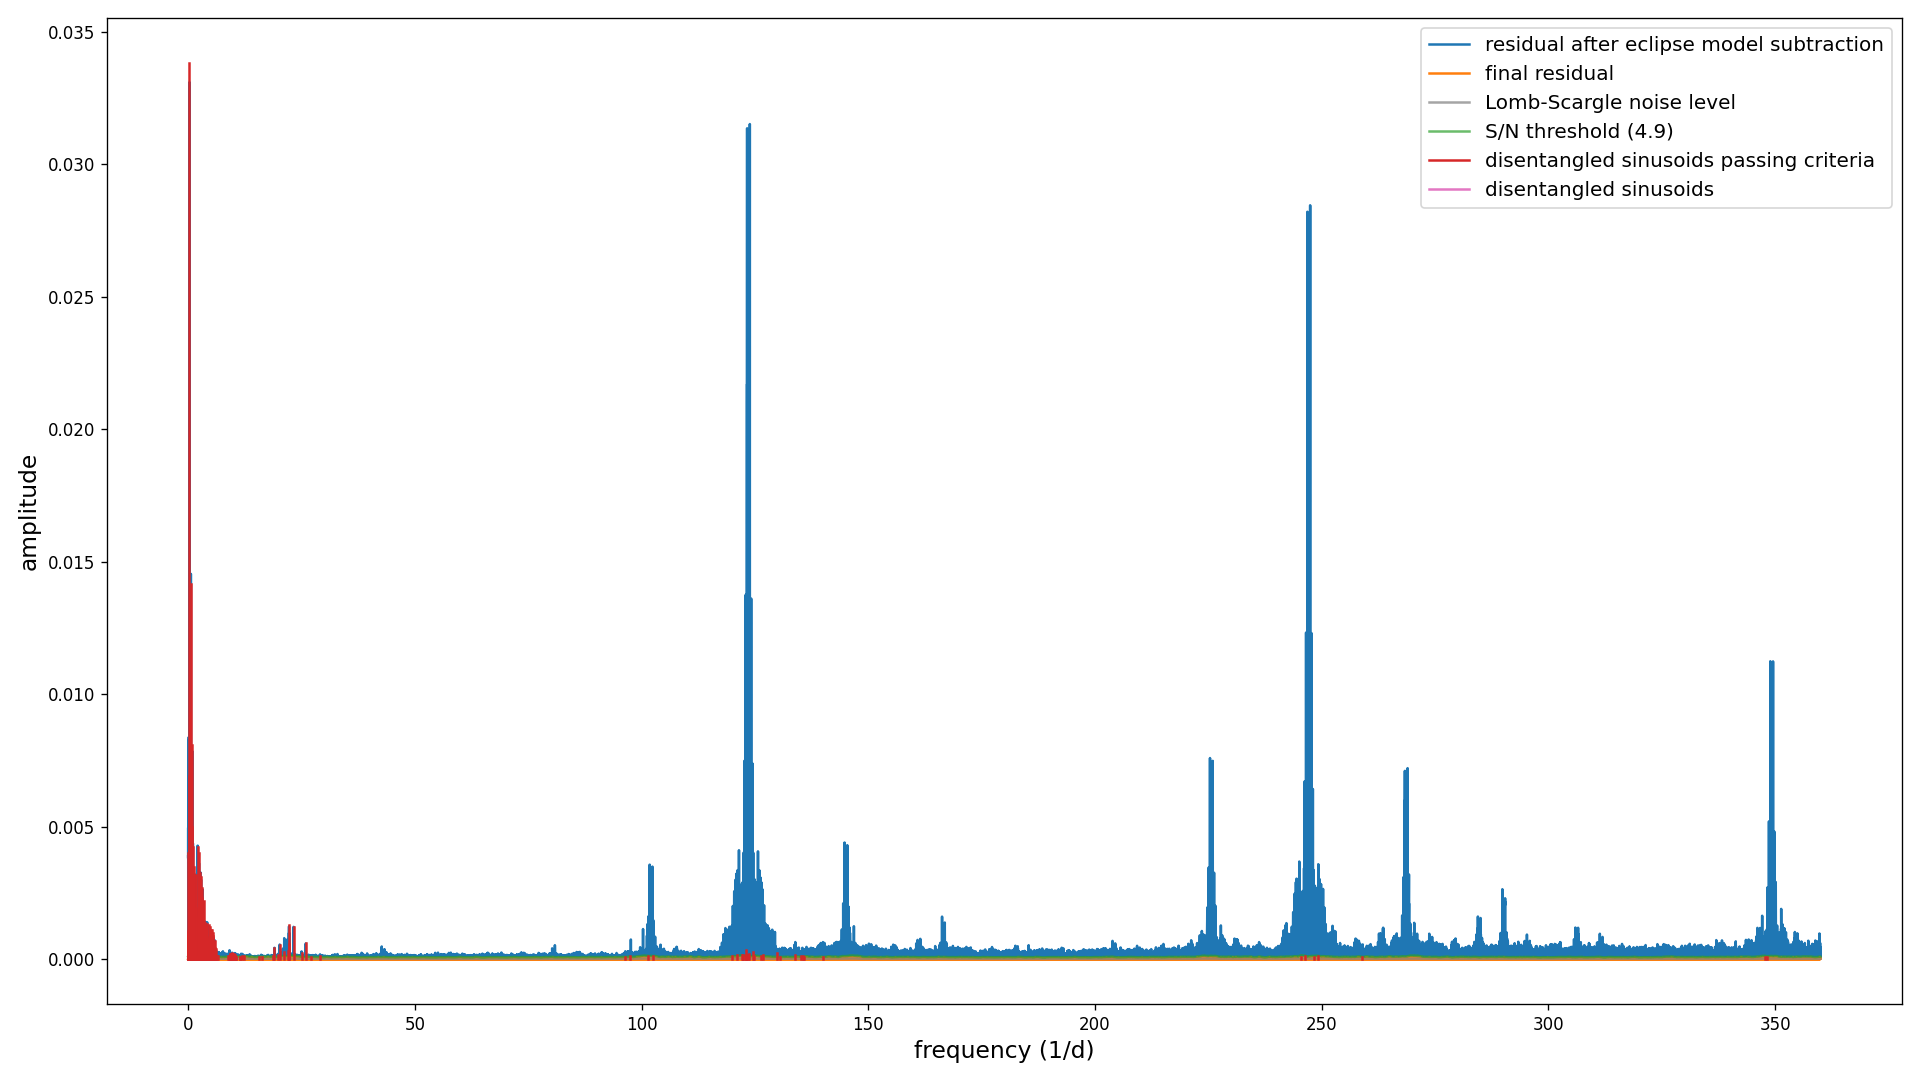 0.035
0.030
0.025
0.020
0.015
0.010
0.005
0.000
amplitude
residual after eclipse model subtraction
final residual
Lomb-Scargle noise level
S/N threshold (4.9)
disentangled sinusoids passing criteria
disentangled sinusoids
0 50 100 150 200 250 300 350
frequency (1/d)